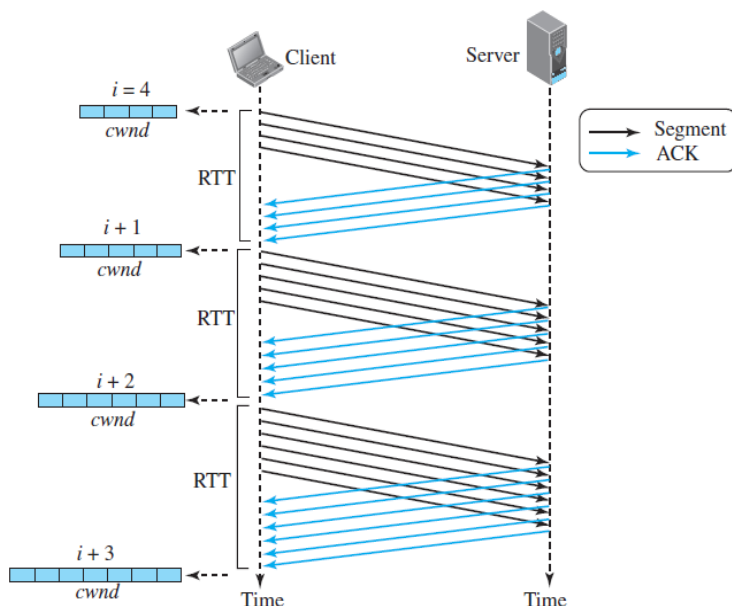 Client
Server
i = 4
cwnd
Segment
ACK
RTT
i + 1
cwnd
RTT
i + 2
cwnd
RTT
i + 3
cwnd
Time
Time